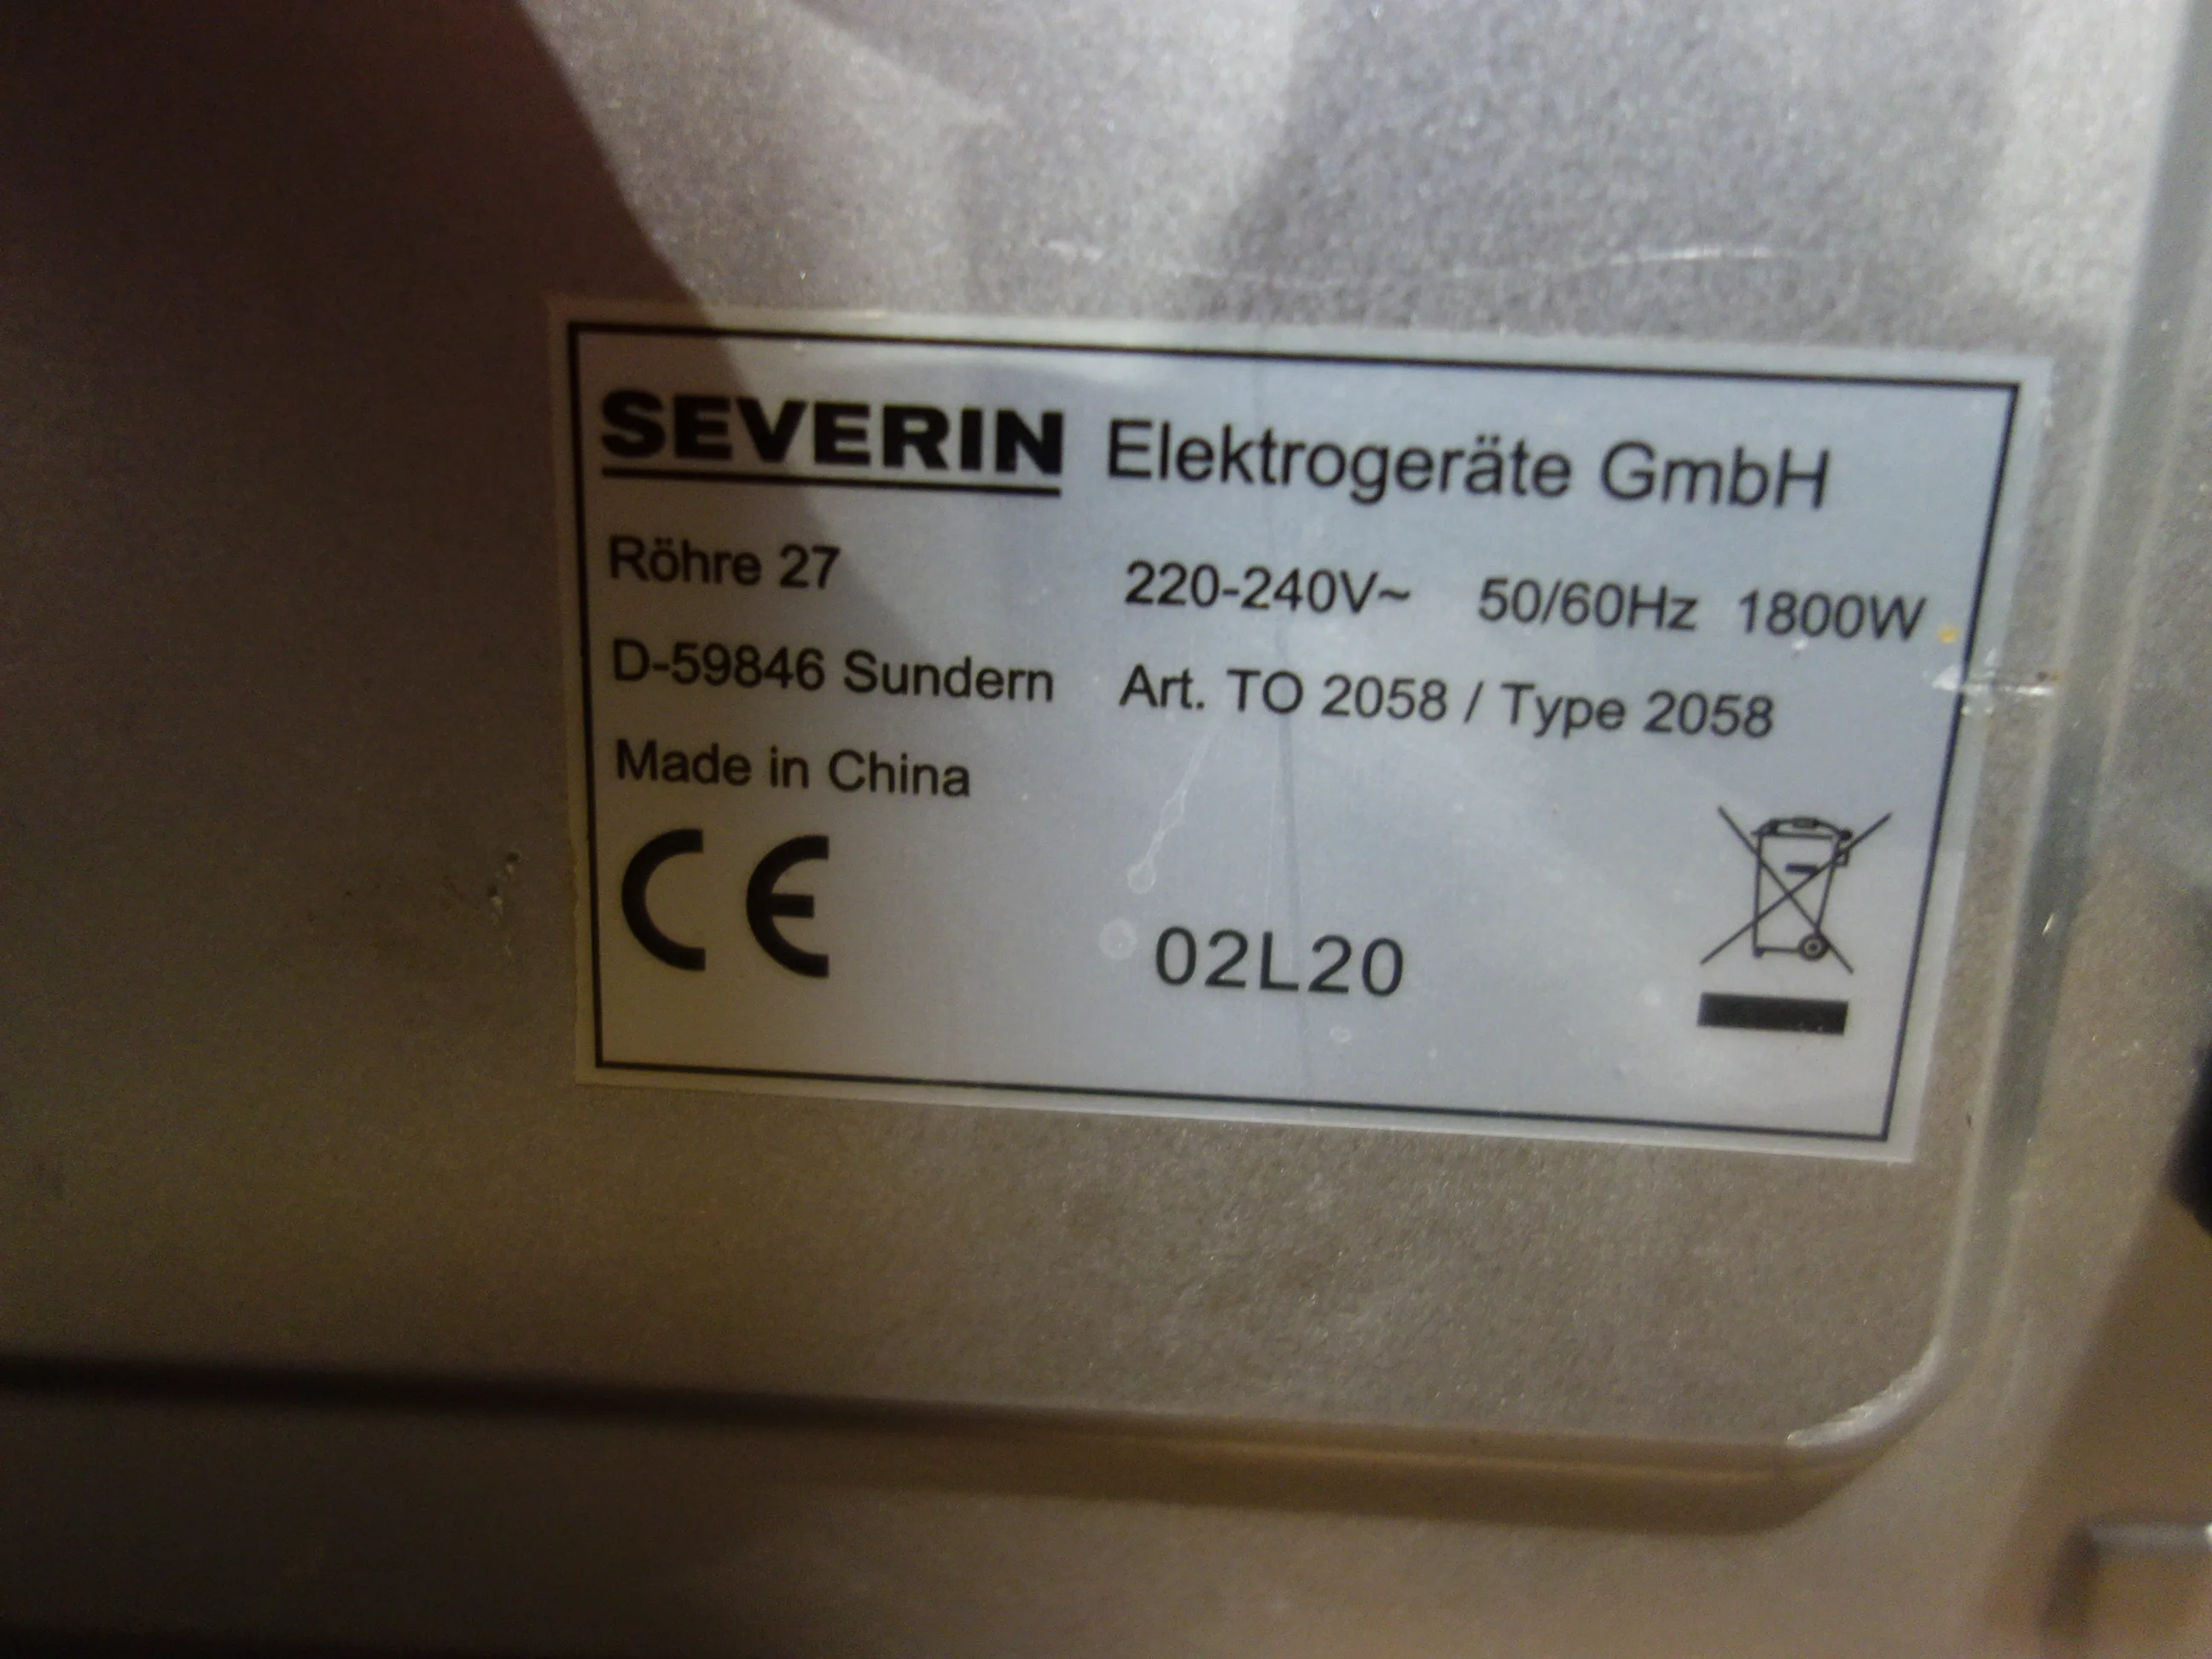 SEVERIN Elektrogeräte GmbH
Röhre 27 220-240V~ 50/60Hz 1800W
D-59846 Sundern Art. TO 2058 / Type 2058
Made in China
CE
02L20